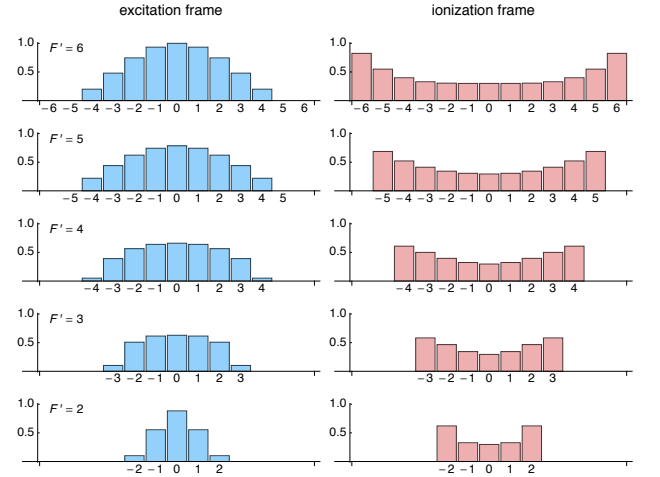 excitation frame ionization frame
1.0 F' = 6 1.0
0.5 0.5
−6 −5 −4 −3 −2 −1 0 1 2 3 4 5 6 −6 −5 −4 −3 −2 −1 0 1 2 3 4 5 6
1.0 F' = 5 1.0
0.5 0.5
−5 −4 −3 −2 −1 0 1 2 3 4 5 −5 −4 −3 −2 −1 0 1 2 3 4 5
1.0 F' = 4 1.0
0.5 0.5
−4 −3 −2 −1 0 1 2 3 4 −4 −3 −2 −1 0 1 2 3 4
1.0 F' = 3 1.0
0.5 0.5
−3 −2 −1 0 1 2 3 −3 −2 −1 0 1 2 3
1.0 F' = 2 1.0
0.5 0.5
−2 −1 0 1 2 −2 −1 0 1 2